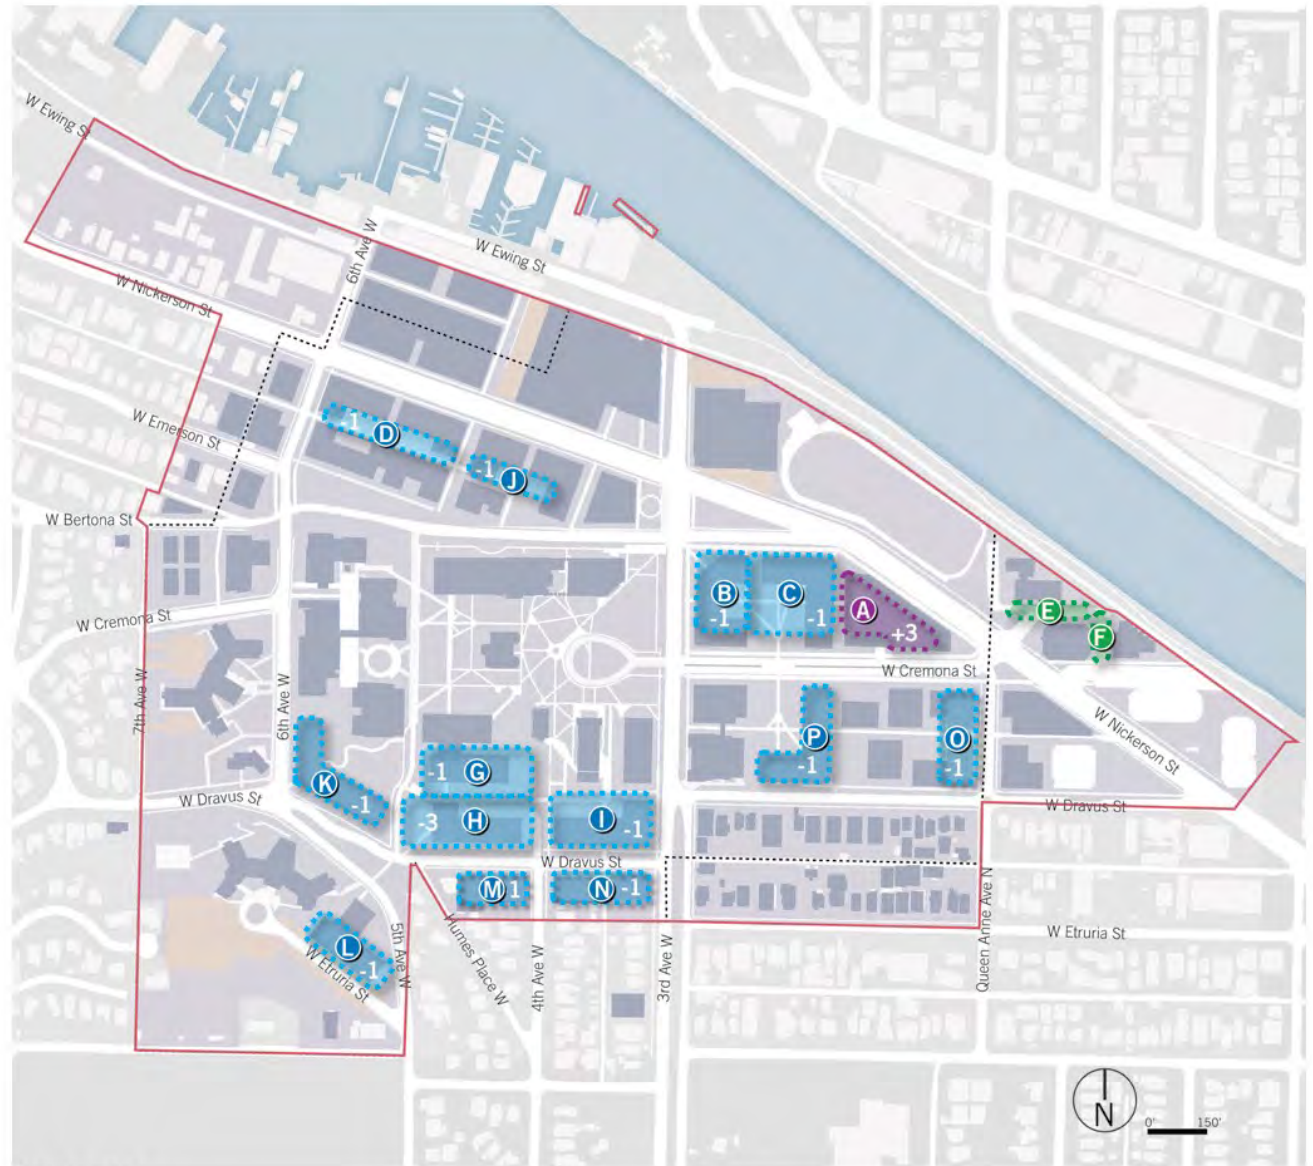 W Ewing St
6th Ave W
W Ewing St
W Nickerson St
W Emerson St
-1
D
-1
J
W Bertona St
B
-1
C
-1
A
+3
E
F
W Cremona St
W Cremona St
7th Ave W
6th Ave W
K
-1
-1
G
-3
H
I
-1
P
-1
O
-1
W Nickerson St
W Dravus St
W Dravus St
W Dravus St
M
-1
N
-1
L
-1
W Etruria St
5th Ave W
Humes Place W
4th Ave W
3rd Ave W
Queen Anne Ave N
W Etruria St
N
0'
150'